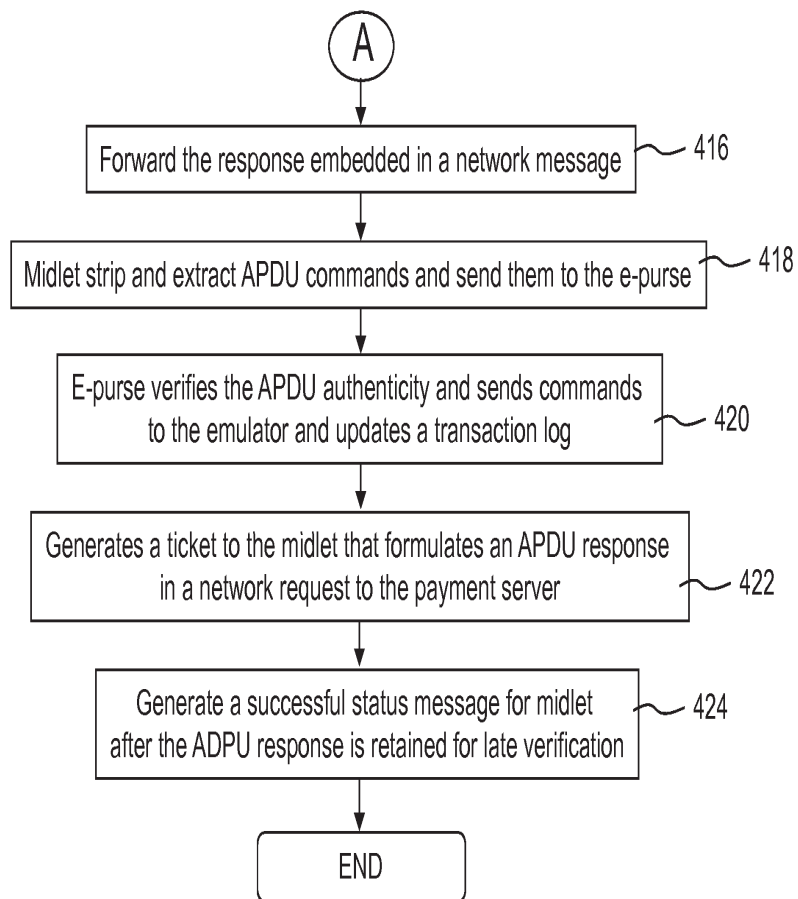 A
Forward the response embedded in a network message
416
Midlet strip and extract APDU commands and send them to the e-purse
418
E-purse verifies the APDU authenticity and sends commands
to the emulator and updates a transaction log
420
Generates a ticket to the midlet that formulates an APDU response
in a network request to the payment server
422
Generate a successful status message for midlet
after the ADPU response is retained for late verification
424
END